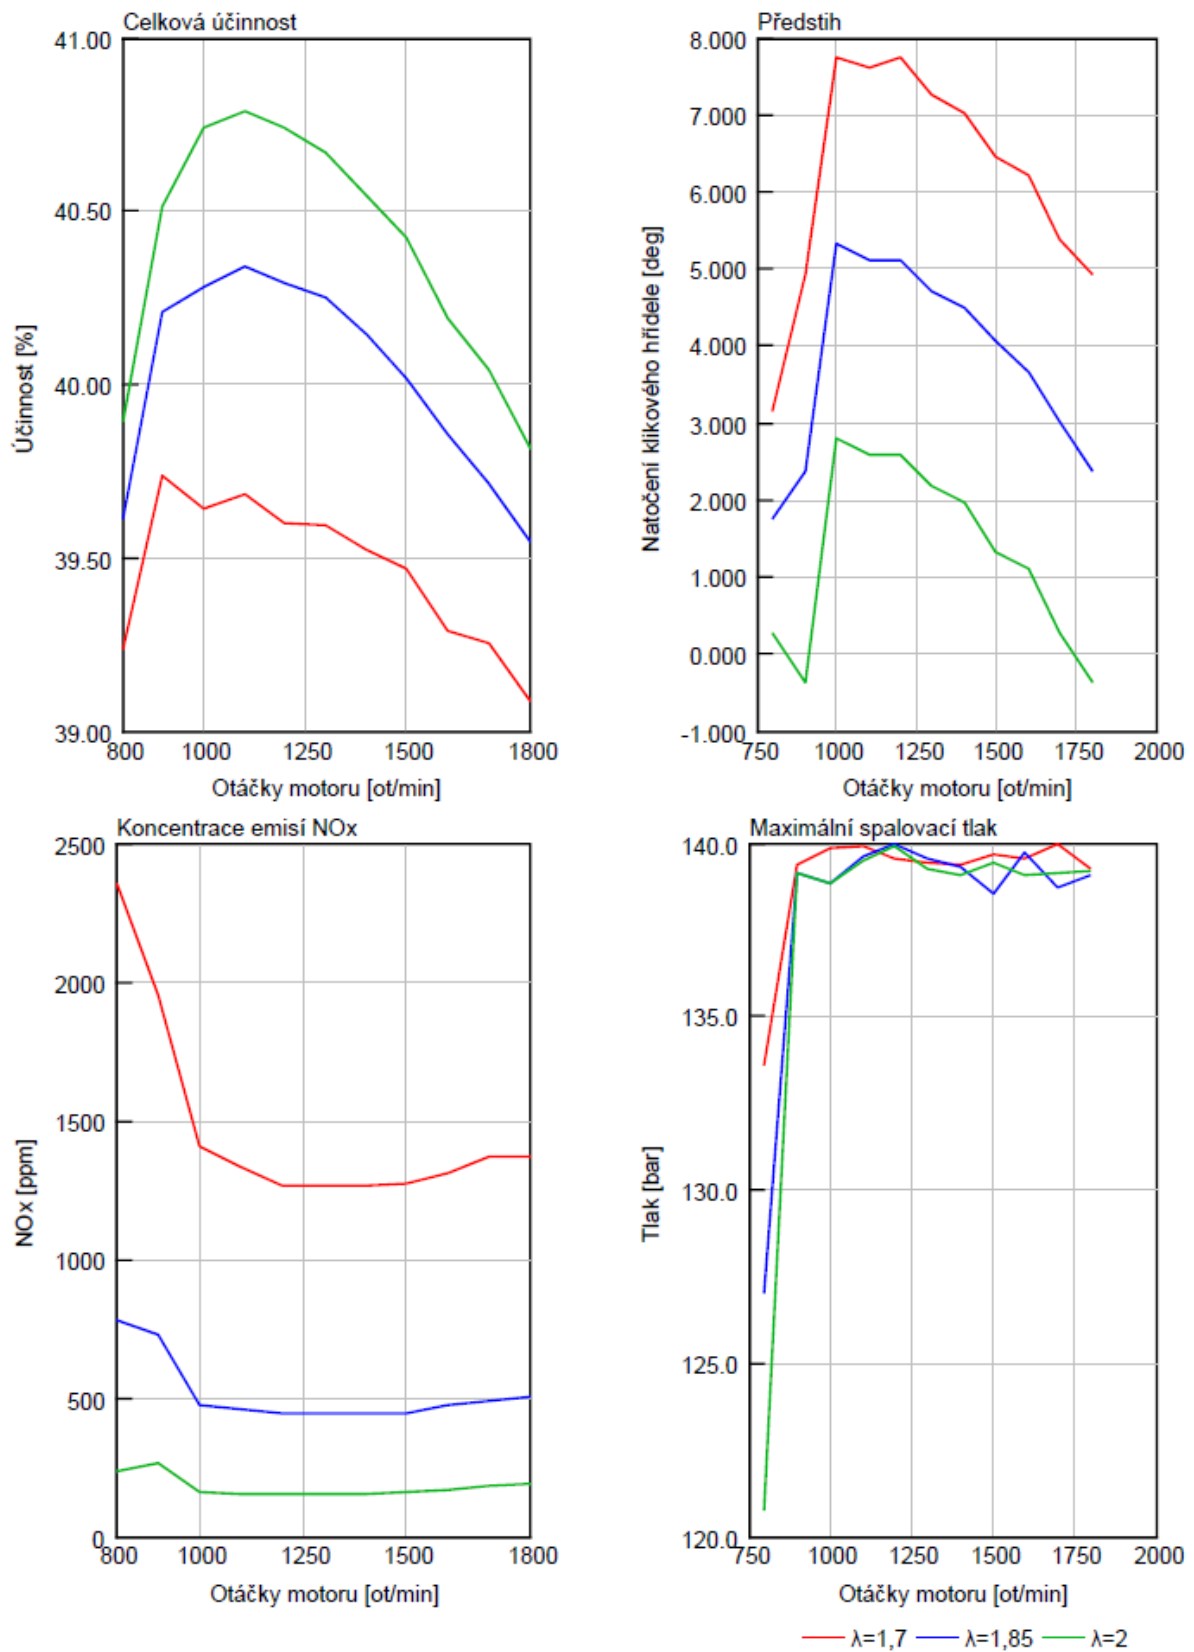 Celková účinnost
41.00
40.50
40.00
39.50
39.00
Účinnost [%]
800 1000 1250 1500 1800
Otáčky motoru [ot/min]
Předstih
8.000
7.000
6.000
5.000
4.000
3.000
2.000
1.000
0.000
-1.000
Natočení klikového hřídele [deg]
750 1000 1250 1500 1750 2000
Otáčky motoru [ot/min]
Koncentrace emisí NOx
2500
2000
1500
1000
500
0
NOx [ppm]
800 1000 1250 1500 1800
Otáčky motoru [ot/min]
Maximální spalovací tlak
140.0
135.0
130.0
125.0
120.0
Tlak [bar]
750 1000 1250 1500 1750 2000
Otáčky motoru [ot/min]
λ=1,7 λ=1,85 λ=2